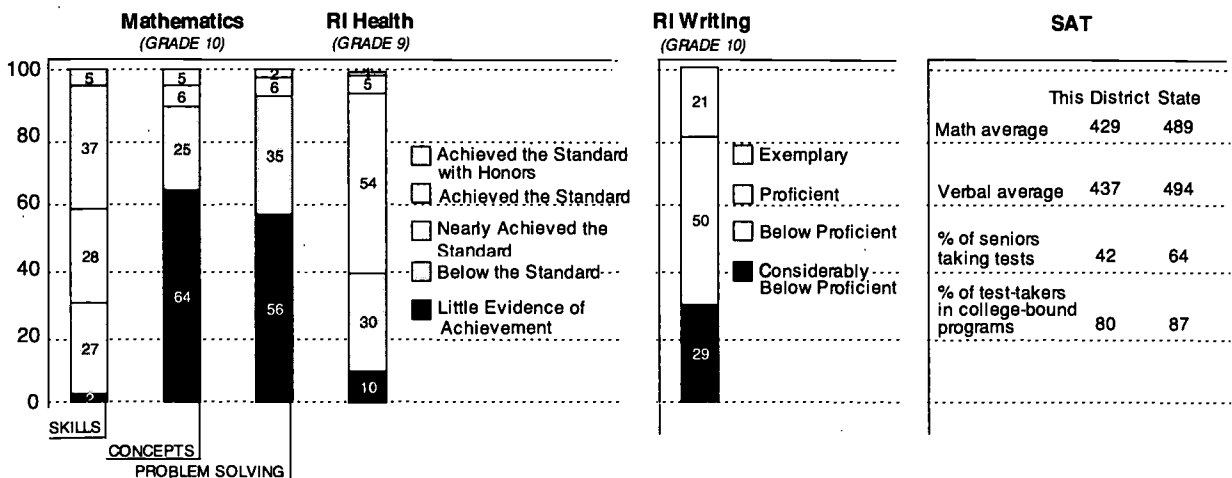 Mathematics
(GRADE 10)
RI Health
(GRADE 9)
RI Writing
(GRADE 10)
SAT
100
80
60
40
20
0
5
37
28
27
2
5
6
25
64
2
6
35
56
5
54
30
10
Achieved the Standard
with Honors
Achieved the Standard
Nearly Achieved the
Standard
Below the Standard
Little Evidence of
Achievement
21
50
29
Exemplary
Proficient
Below Proficient
Considerably
Below Proficient
This District State
Math average 429 489
Verbal average 437 494
% of seniors
taking tests 42 64
% of test-takers
in college-bound
programs 80 87
SKILLS
CONCEPTS
PROBLEM SOLVING